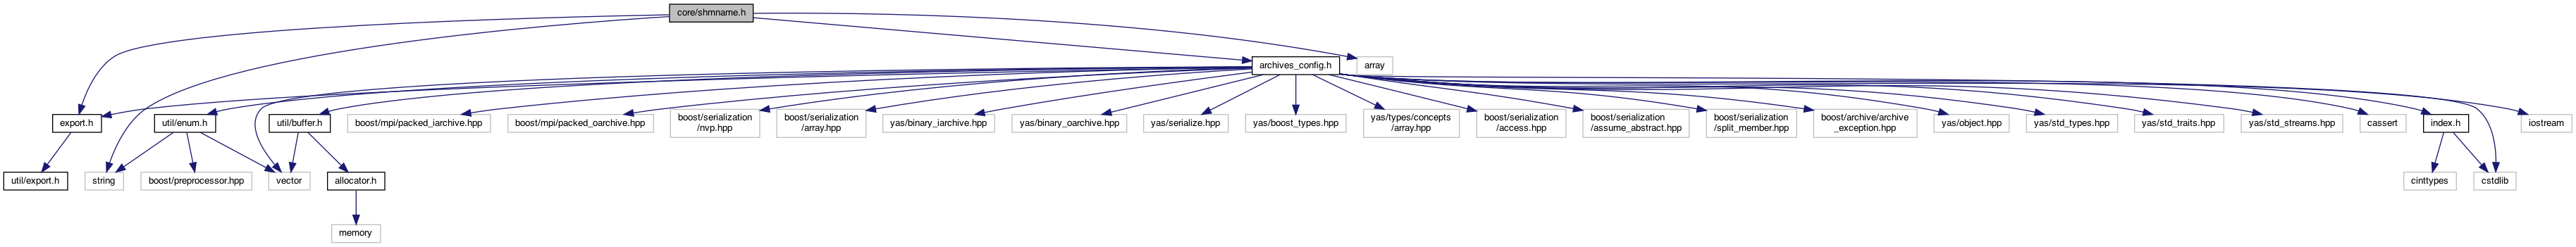 core/shmname.h
archives_config.h
array
export.h
util/enum.h
util/buffer.h
boost/mpi/packed_iarchive.hpp
boost/mpi/packed_oarchive.hpp
boost/serialization
/nvp.hpp
boost/serialization
/array.hpp
yas/binary_iarchive.hpp
yas/binary_oarchive.hpp
yas/serialize.hpp
yas/boost_types.hpp
yas/types/concepts
/array.hpp
boost/serialization
/access.hpp
boost/serialization
/assume_abstract.hpp
boost/serialization
/split_member.hpp
boost/archive/archive
_exception.hpp
yas/object.hpp
yas/std_types.hpp
yas/std_traits.hpp
yas/std_streams.hpp
cassert
index.h
iostream
util/export.h
string
boost/preprocessor.hpp
vector
allocator.h
cinttypes
cstdlib
memory